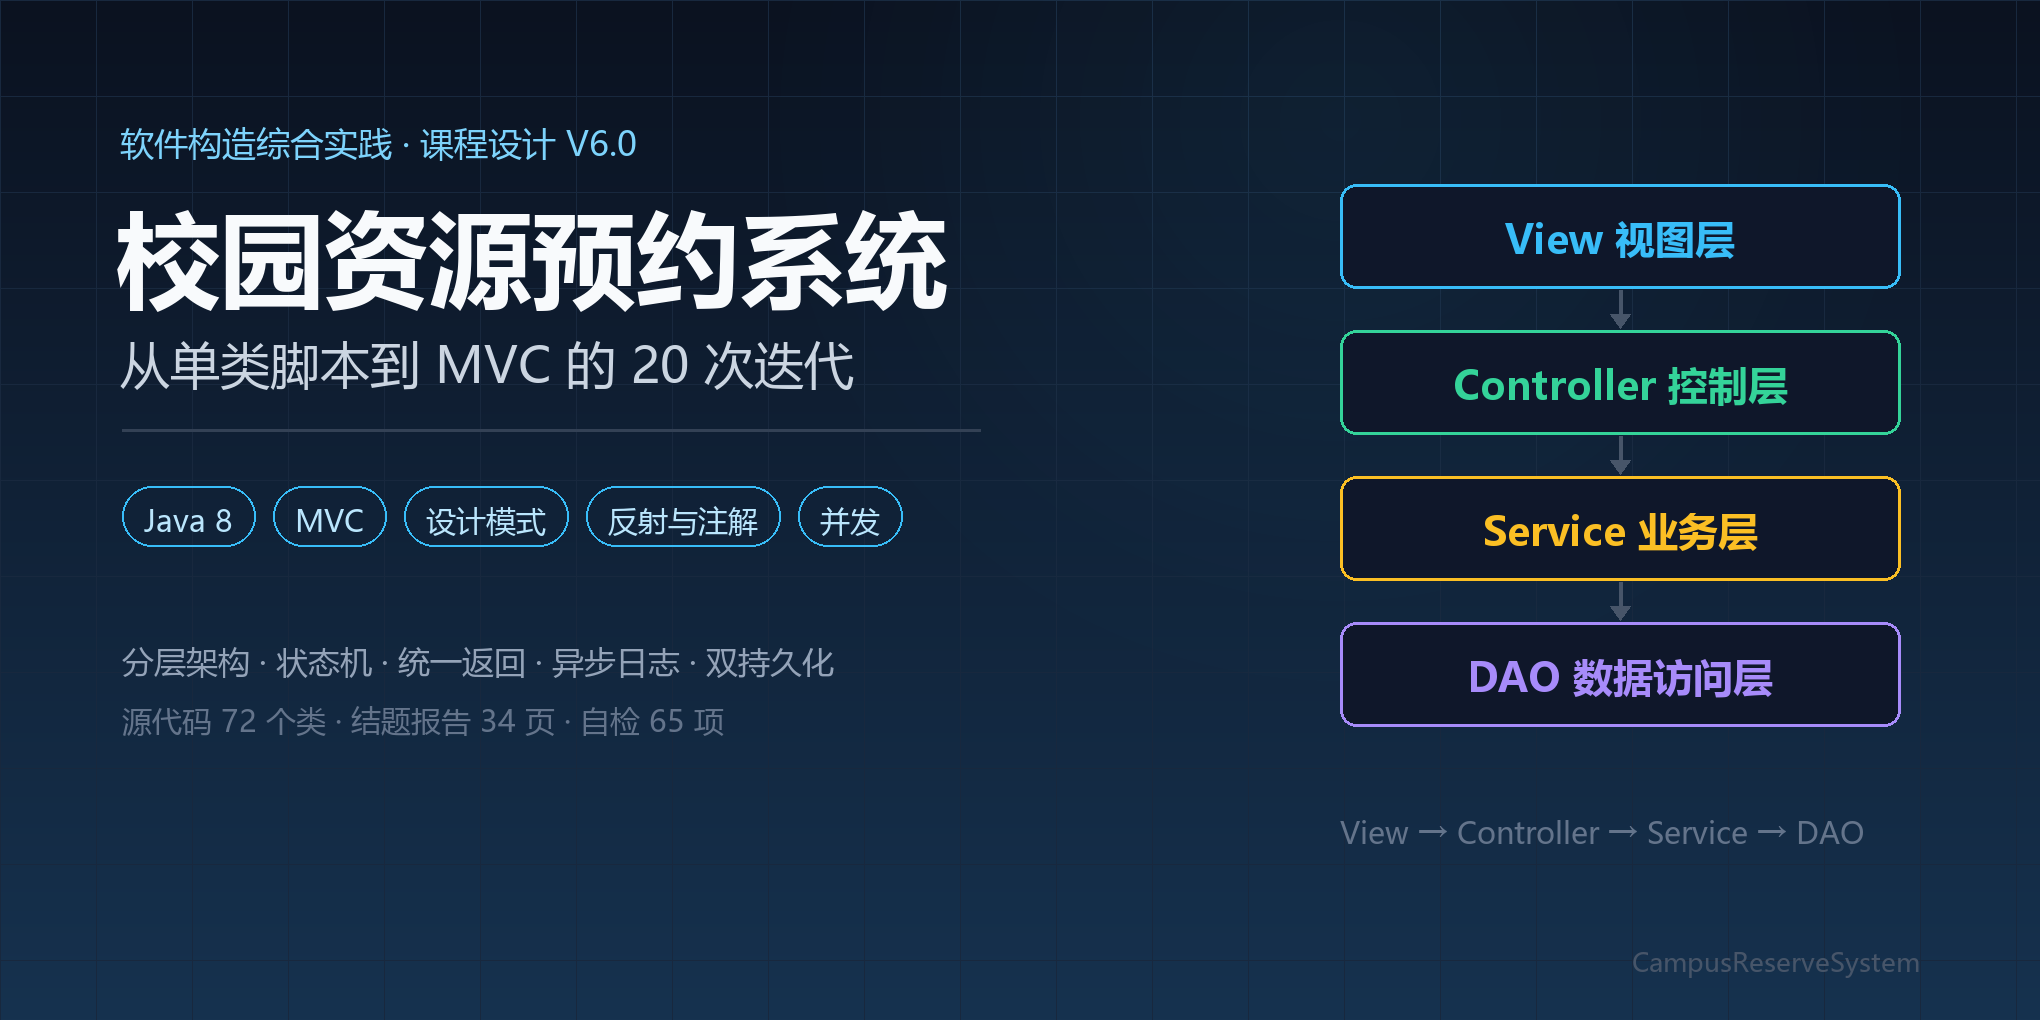 软件构造综合实践 · 课程设计 V6.0
校园资源预约系统
从单类脚本到 MVC 的 20 次迭代
Java 8
MVC
设计模式
反射与注解
并发
分层架构 · 状态机 · 统一返回 · 异步日志 · 双持久化
源代码 72 个类 · 结题报告 34 页 · 自检 65 项
View 视图层
Controller 控制层
Service 业务层
DAO 数据访问层
View → Controller → Service → DAO
CampusReserveSystem